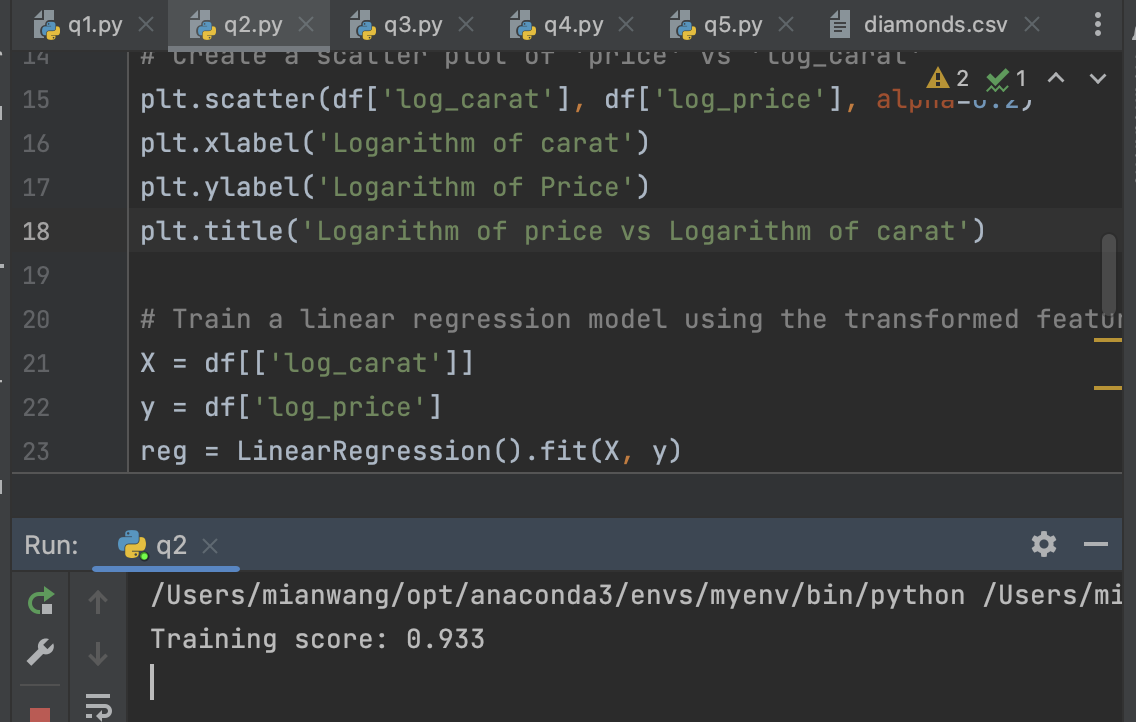 q1.py q2.py q3.py q4.py q5.py diamonds.csv
14 # Create a scatter plot of 'price' vs 'log_carat'
2 1
15 plt.scatter(df['log_carat'], df['log_price'], alpha=0.2)
16 plt.xlabel('Logarithm of carat')
17 plt.ylabel('Logarithm of Price')
18 plt.title('Logarithm of price vs Logarithm of carat')
19
20 # Train a linear regression model using the transformed featur
21 X = df[['log_carat']]
22 y = df['log_price']
23 reg = LinearRegression().fit(X, y)
Run: q2
/Users/mianwang/opt/anaconda3/envs/myenv/bin/python /Users/mi
Training score: 0.933